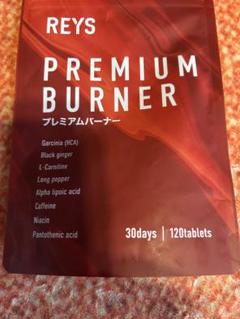 REYS
PREMIUM
BURNER
プレミアムバーナー
Garcinia (HCA)
Black ginger
L-Carnitine
Long pepper
Alpha lipoic acid
Caffeine
Niacin
Pantothenic acid
30days | 120tablets